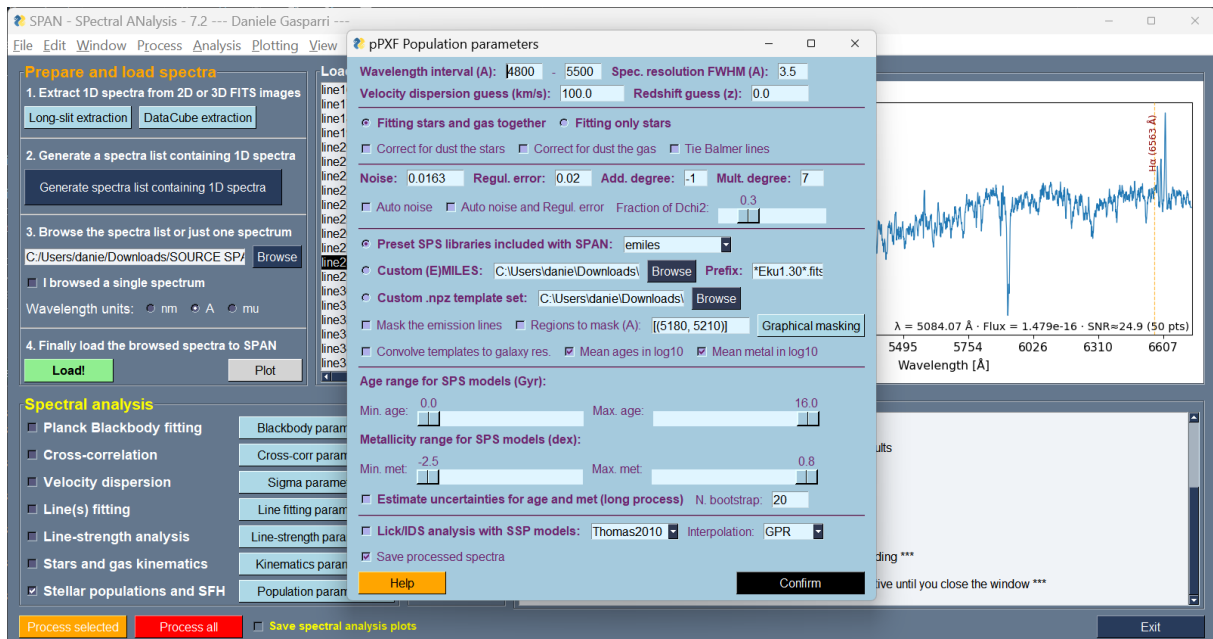 SPAN - SPectral ANalysis - 7.2 --- Daniele Gasparri ---
File Edit Window Process Analysis Plotting View
Prepare and load spectra
1. Extract 1D spectra from 2D or 3D FITS images
Long-slit extraction DataCube extraction
2. Generate a spectra list containing 1D spectra
Generate spectra list containing 1D spectra
3. Browse the spectra list or just one spectrum
C:/Users/danie/Downloads/SOURCE SPA Browse
I browsed a single spectrum
Wavelength units: nm A mu
4. Finally load the browsed spectra to SPAN
Load! Plot
Spectral analysis
Planck Blackbody fitting Blackbody param
Cross-correlation Cross-corr param
Velocity dispersion Sigma parame
Line(s) fitting Line fitting param
Line-strength analysis Line-strength para
Stars and gas kinematics Kinematics param
Stellar populations and SFH Population param
Process selected Process all Save spectral analysis plots
Exit
pPXF Population parameters
Wavelength interval (A): 4800 - 5500 Spec. resolution FWHM (A): 3.5
Velocity dispersion guess (km/s): 100.0 Redshift guess (z): 0.0
Fitting stars and gas together Fitting only stars
Correct for dust the stars Correct for dust the gas Tie Balmer lines
Noise: 0.0163 Regul. error: 0.02 Add. degree: -1 Mult. degree: 7
Auto noise Auto noise and Regul. error Fraction of Dchi2: 0.3
Preset SPS libraries included with SPAN: emiles
Custom (E)MILES: C:\Users\danie\Downloads\ Browse Prefix: *Eku1.30*.fits
Custom .npz template set: C:\Users\danie\Downloads\ Browse
Mask the emission lines Regions to mask (A): [(5180, 5210)] Graphical masking
Convolve templates to galaxy res. Mean ages in log10 Mean metal in log10
Age range for SPS models (Gyr):
Min. age: 0.0 Max. age: 16.0
Metallicity range for SPS models (dex):
Min. met: -2.5 Max. met: 0.8
Estimate uncertainties for age and met (long process) N. bootstrap: 20
Lick/IDS analysis with SSP models: Thomas2010 Interpolation: GPR
Save processed spectra
Help Confirm
Hα (6563 Å)
λ = 5084.07 Å · Flux = 1.479e-16 · SNR≈24.9 (50 pts)
5495 5754 6026 6310 6607
Wavelength [Å]
ults
ding ***
tive until you close the window ***